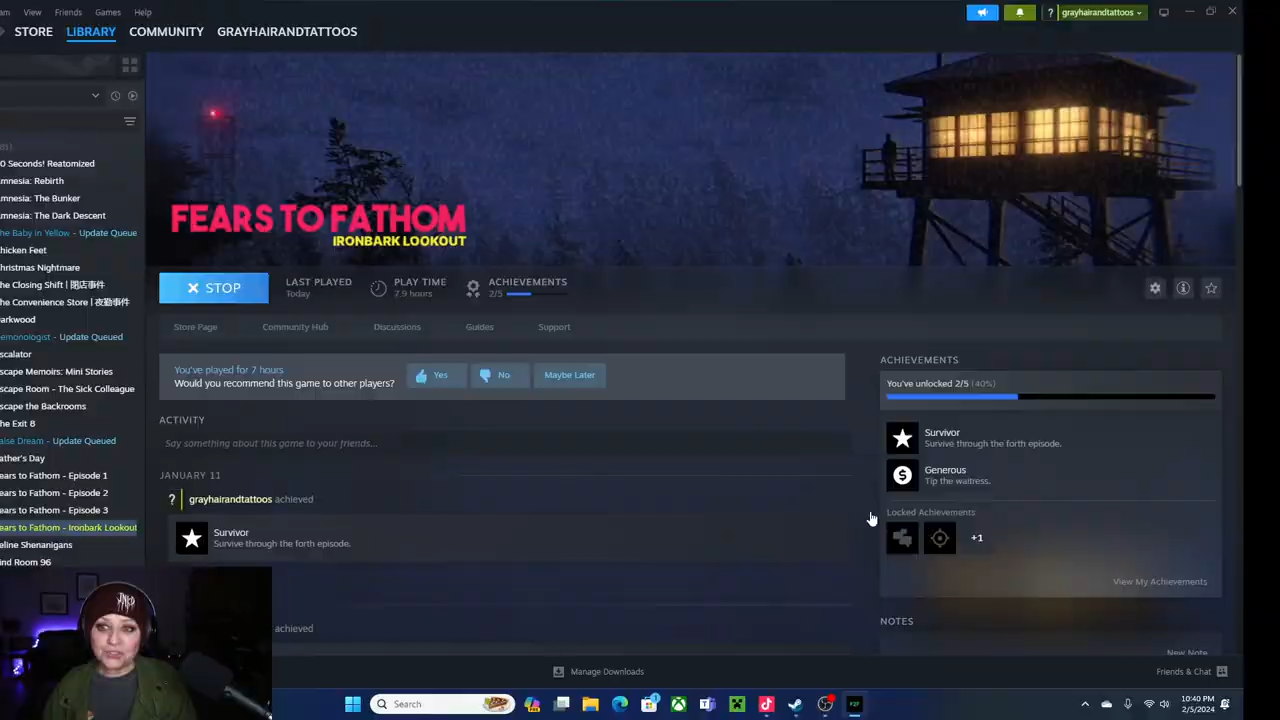 am View Friends Games Help
? grayhairandtattoos
STORE LIBRARY COMMUNITY GRAYHAIRANDTATTOOS
0 Seconds! Reatomized
mnesia: Rebirth
mnesia: The Bunker
mnesia: The Dark Descent
he Baby in Yellow - Update Queue
hicken Feet
hristmas Nightmare
he Closing Shift | 閉店事件
he Convenience Store | 夜勤事件
arkwood
emonologist - Update Queued
scalator
scape Memoirs: Mini Stories
scape Room - The Sick Colleague
scape the Backrooms
he Exit 8
alse Dream - Update Queued
ather's Day
ears to Fathom - Episode 1
ears to Fathom - Episode 2
ears to Fathom - Episode 3
ears to Fathom - Ironbark Lookout
eline Shenanigans
ind Room 96
FEARS TO FATHOM
IRONBARK LOOKOUT
STOP
LAST PLAYED
Today
PLAY TIME
7.9 hours
ACHIEVEMENTS
2/5
Store Page Community Hub Discussions Guides Support
You've played for 7 hours
Would you recommend this game to other players?
Yes No Maybe Later
ACTIVITY
Say something about this game to your friends...
JANUARY 11
? grayhairandtattoos achieved
Survivor
Survive through the forth episode.
achieved
ACHIEVEMENTS
You've unlocked 2/5 (40%)
Survivor
Survive through the forth episode.
Generous
Tip the waitress.
Locked Achievements
+1
View My Achievements
NOTES
New Note
Manage Downloads
Friends & Chat
Search
10:40 PM
2/5/2024